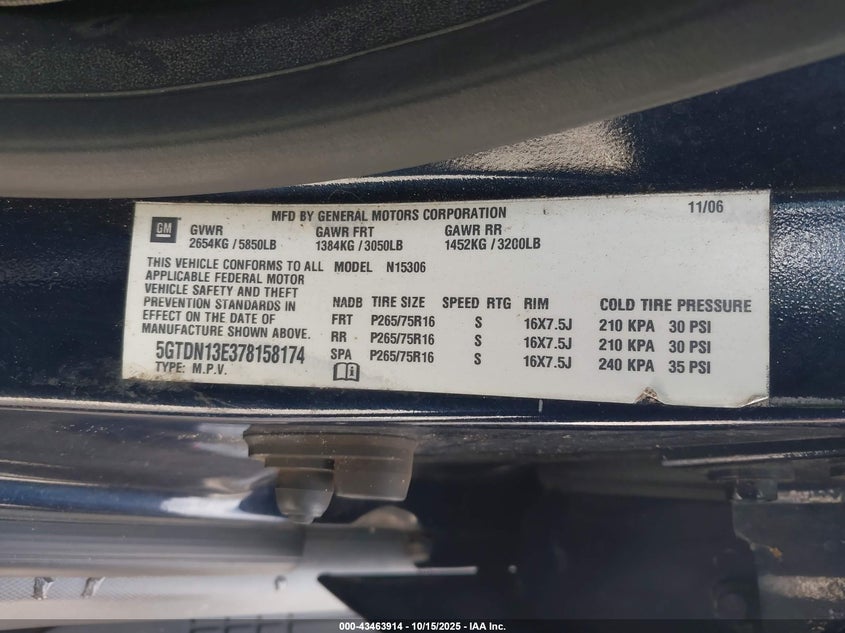 MFD BY GENERAL MOTORS CORPORATION 11/06
GM
GVWR GAWR FRT GAWR RR
2654KG / 5850LB 1384KG / 3050LB 1452KG / 3200LB
THIS VEHICLE CONFORMS TO ALL MODEL N15306
APPLICABLE FEDERAL MOTOR
VEHICLE SAFETY AND THEFT
PREVENTION STANDARDS IN
EFFECT ON THE DATE OF
MANUFACTURE SHOWN ABOVE.
5GTDN13E378158174
TYPE: M.P.V.
NADB TIRE SIZE SPEED RTG RIM COLD TIRE PRESSURE
FRT P265/75R16 S 16X7.5J 210 KPA 30 PSI
RR P265/75R16 S 16X7.5J 210 KPA 30 PSI
SPA P265/75R16 S 16X7.5J 240 KPA 35 PSI
000-43463914 - 10/15/2025 - IAA Inc.